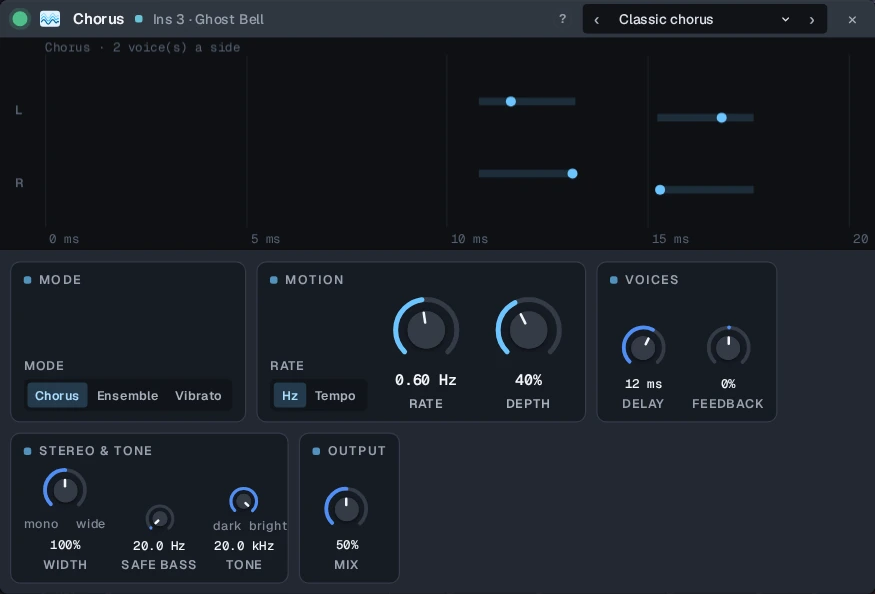 Chorus Ins 3 · Ghost Bell ? ‹ Classic chorus › ×
Chorus · 2 voice(s) a side
L
R
0 ms 5 ms 10 ms 15 ms 20
MODE
MODE
Chorus Ensemble Vibrato
MOTION
RATE
Hz Tempo
0.60 Hz
RATE
40%
DEPTH
VOICES
12 ms
DELAY
0%
FEEDBACK
STEREO & TONE
mono wide
100%
WIDTH
20.0 Hz
SAFE BASS
dark bright
20.0 kHz
TONE
OUTPUT
50%
MIX